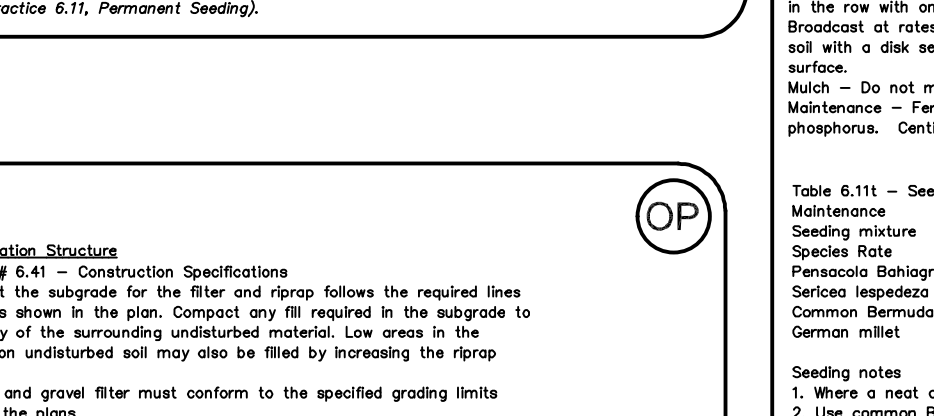 ractice 6.11, Permanent Seeding).
OP
ation Structure
# 6.41 – Construction Specifications
t the subgrade for the filter and riprap follows the required lines
s shown in the plan. Compact any fill required in the subgrade to
y of the surrounding undisturbed material. Low areas in the
on undisturbed soil may also be filled by increasing the riprap
and gravel filter must conform to the specified grading limits
the plans
in the row with on
Broadcast at rates
soil with a disk se
surface.
Mulch – Do not m
Maintenance – Fer
phosphorus. Centi
Table 6.11t – See
Maintenance
Seeding mixture
Species Rate
Pensacola Bahiagr
Sericea lespedeza
Common Bermuda
German millet
Seeding notes
1. Where a neat a
2. Use common B